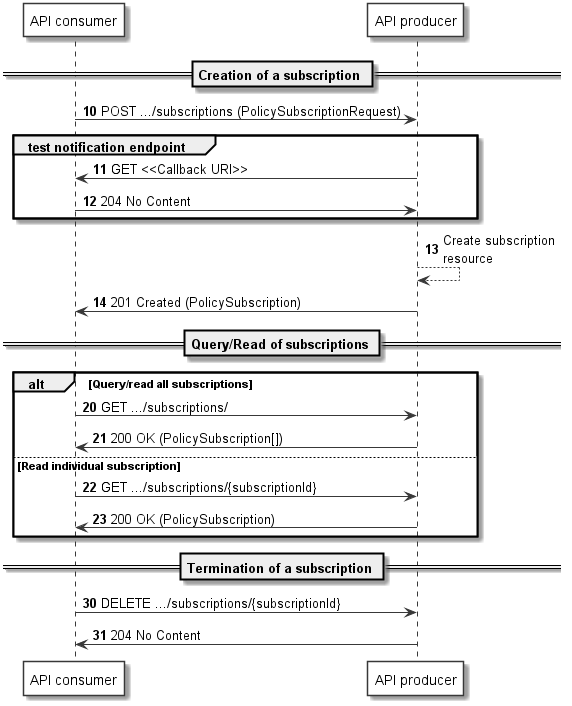 API consumer
API producer
Creation of a subscription
10 POST .../subscriptions (PolicySubscriptionRequest)
test notification endpoint
11 GET <<Callback URI>>
12 204 No Content
13 Create subscription
resource
14 201 Created (PolicySubscription)
Query/Read of subscriptions
alt [Query/read all subscriptions]
20 GET .../subscriptions/
21 200 OK (PolicySubscription[])
[Read individual subscription]
22 GET .../subscriptions/{subscriptionId}
23 200 OK (PolicySubscription)
Termination of a subscription
30 DELETE .../subscriptions/{subscriptionId}
31 204 No Content
API consumer
API producer